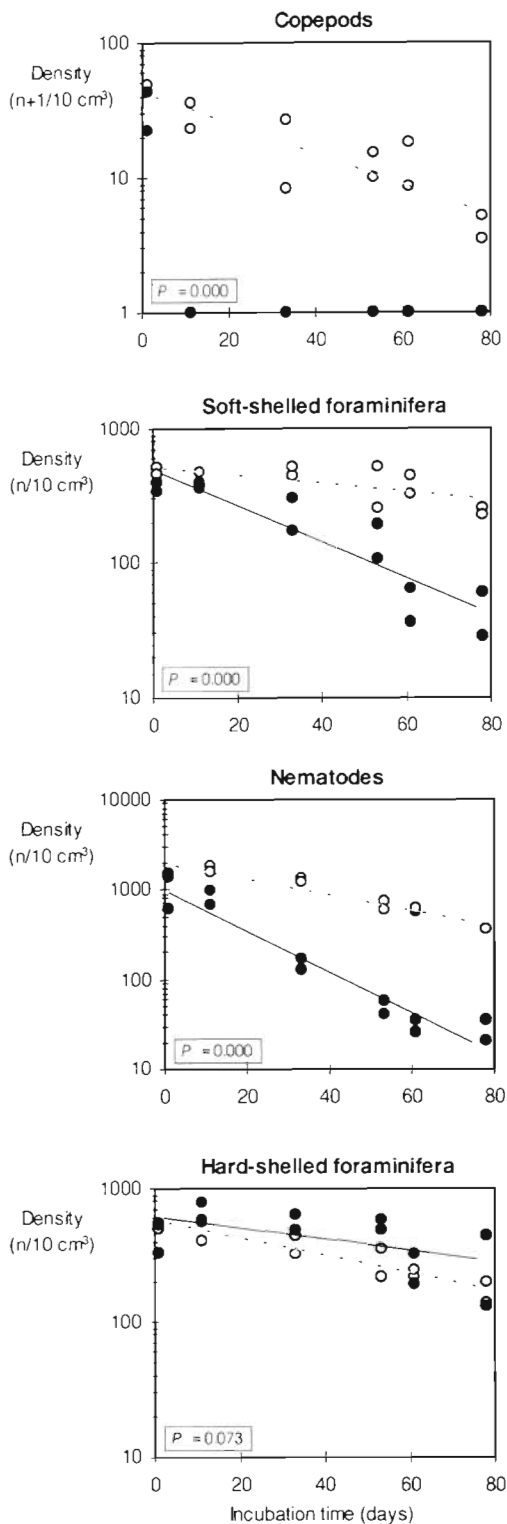 Copepods
100
Density
(n+1/10 cm³)
10
P = 0.000
1
0 20 40 60 80
Soft-shelled foraminifera
1000
Density
(n/10 cm³)
100
P = 0.000
10
0 20 40 60 80
Nematodes
10000
Density
(n/10 cm³)
1000
100
P = 0.000
10
0 20 40 60 80
Hard-shelled foraminifera
1000
Density
(n/10 cm³)
100
P = 0.073
10
0 20 40 60 80
Incubation time (days)